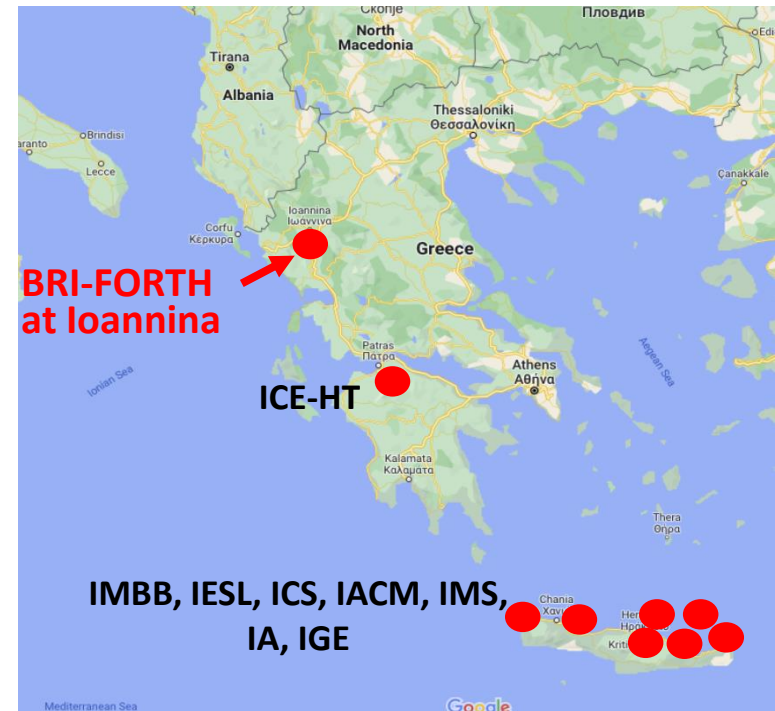 Скопје
Пловдив
North
Macedonia
Tirana
Albania
Thessaloniki
Θεσσαλονίκη
Brindisi
Lecce
Çanakkale
Ioannina
Ιωάννινα
Corfu
Κέρκυρα
Greece
BRI-FORTH
at Ioannina
Patras
Πάτρα
Athens
Αθήνα
Aegean Sea
Ionian Sea
ICE-HT
Kalamata
Καλαμάτα
Thera
Θήρα
IMBB, IESL, ICS, IACM, IMS,
IA, IGE
Chania
Mediterranean Sea
Google